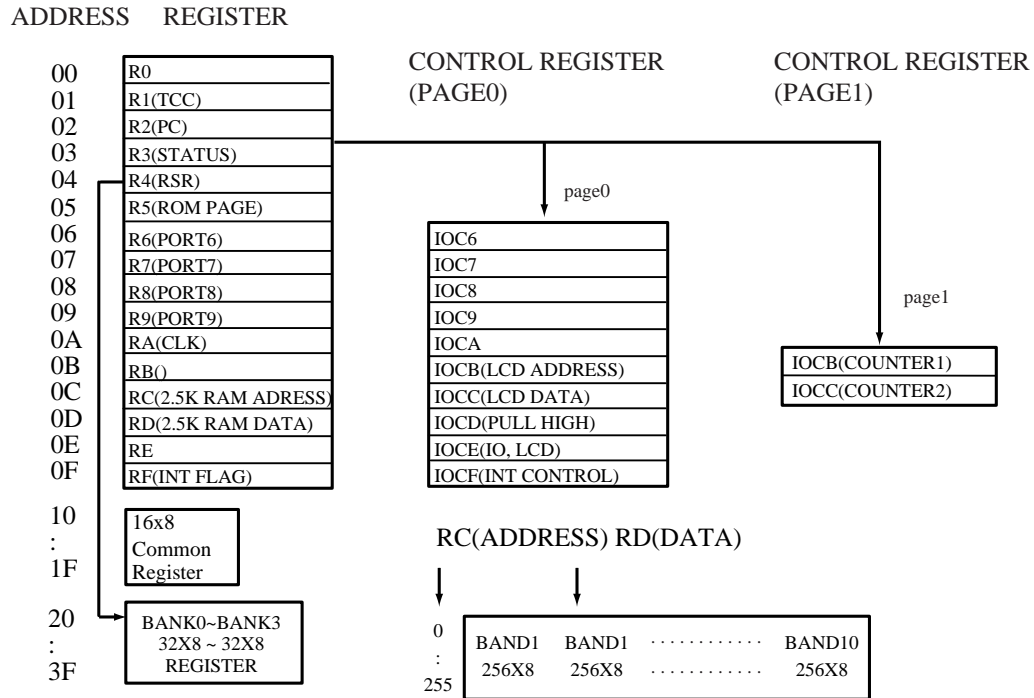 ADDRESS REGISTER
00 R0
01 R1(TCC)
02 R2(PC)
03 R3(STATUS)
04 R4(RSR)
05 R5(ROM PAGE)
06 R6(PORT6)
07 R7(PORT7)
08 R8(PORT8)
09 R9(PORT9)
0A RA(CLK)
0B RB()
0C RC(2.5K RAM ADRESS)
0D RD(2.5K RAM DATA)
0E RE
0F RF(INT FLAG)
10
:
1F
16x8
Common
Register
20
:
3F
BANK0~BANK3
32X8 ~ 32X8
REGISTER
CONTROL REGISTER
(PAGE0)
page0
IOC6
IOC7
IOC8
IOC9
IOCA
IOCB(LCD ADDRESS)
IOCC(LCD DATA)
IOCD(PULL HIGH)
IOCE(IO, LCD)
IOCF(INT CONTROL)
CONTROL REGISTER
(PAGE1)
page1
IOCB(COUNTER1)
IOCC(COUNTER2)
RC(ADDRESS) RD(DATA)
0
:
255
BAND1 BAND1 ............ BAND10
256X8 256X8 ............ 256X8